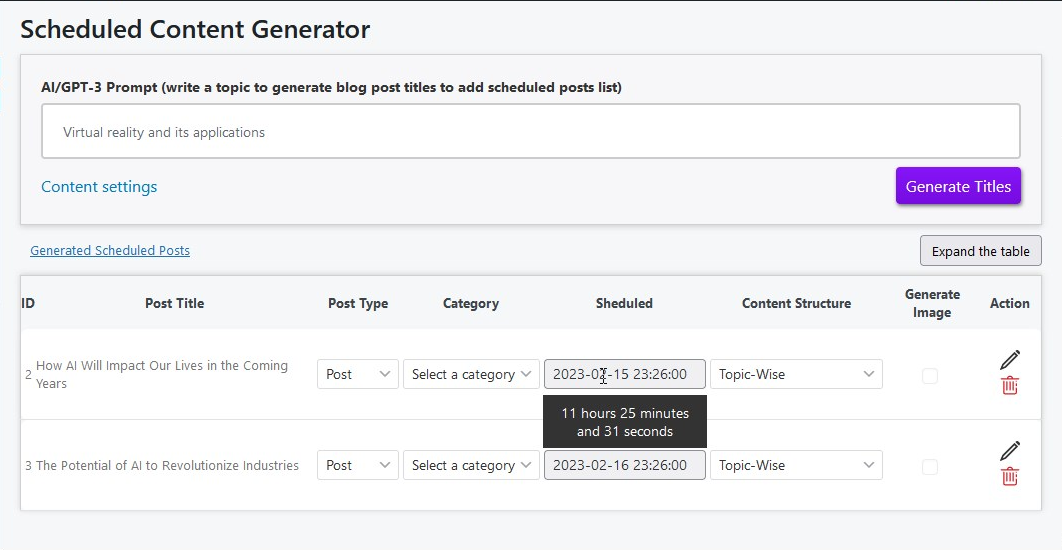 Scheduled Content Generator
AI/GPT-3 Prompt (write a topic to generate blog post titles to add scheduled posts list)
Virtual reality and its applications
Content settings
Generate Titles
Generated Scheduled Posts
Expand the table
ID Post Title Post Type Category Sheduled Content Structure Generate Image Action
2 How AI Will Impact Our Lives in the Coming
Years
Post Select a category 2023-02-15 23:26:00 Topic-Wise
11 hours 25 minutes
and 31 seconds
3 The Potential of AI to Revolutionize Industries Post Select a category 2023-02-16 23:26:00 Topic-Wise